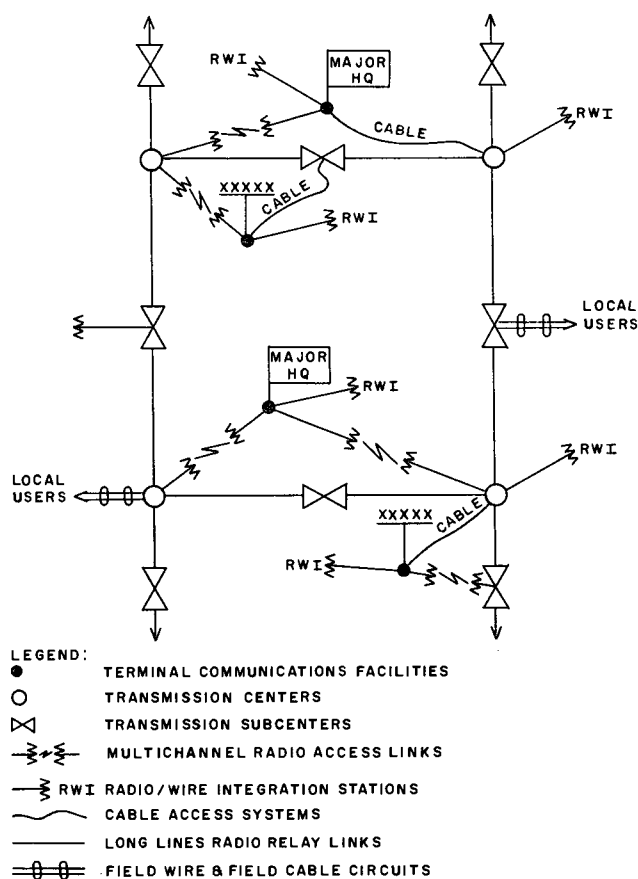 RWI
MAJOR
HQ
CABLE
RWI
XXXXX
CABLE
RWI
LOCAL
USERS
MAJOR
HQ
RWI
RWI
LOCAL
USERS
XXXXX
CABLE
RWI
LEGEND:
TERMINAL COMMUNICATIONS FACILITIES
TRANSMISSION CENTERS
TRANSMISSION SUBCENTERS
MULTICHANNEL RADIO ACCESS LINKS
RWI RADIO/WIRE INTEGRATION STATIONS
CABLE ACCESS SYSTEMS
LONG LINES RADIO RELAY LINKS
FIELD WIRE & FIELD CABLE CIRCUITS